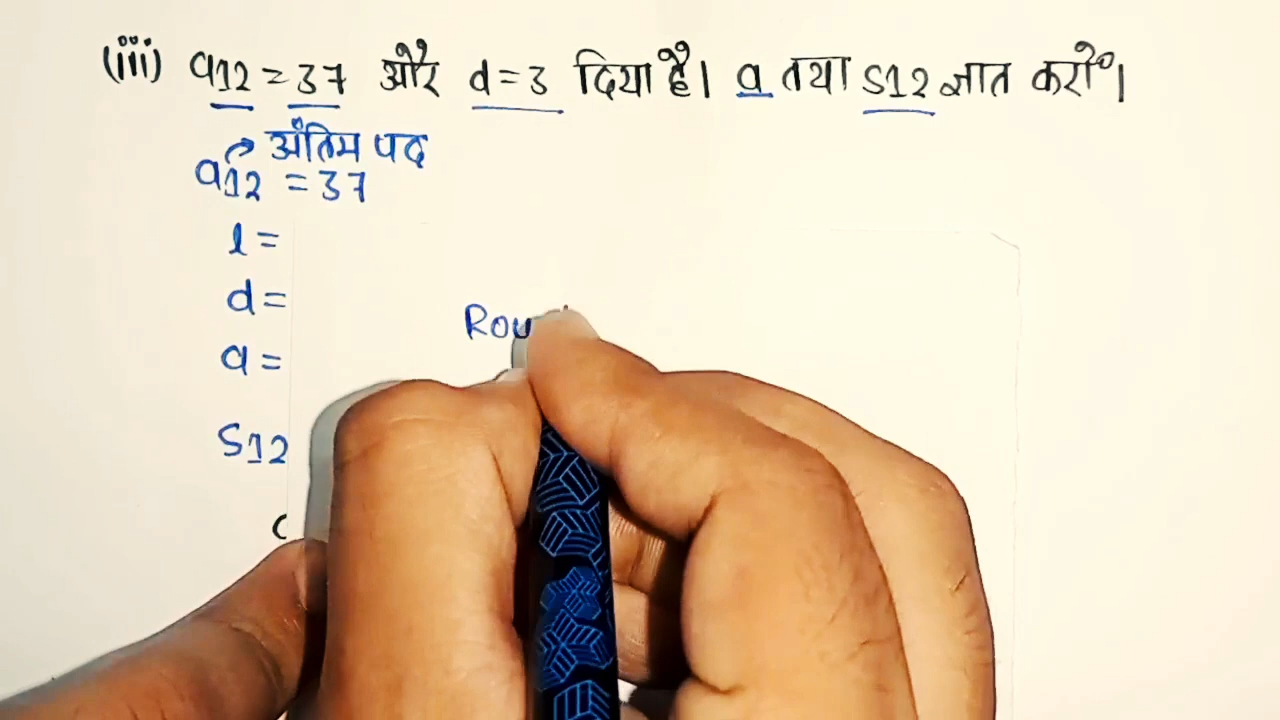 (iii) a12 = 37 और d = 3 दिया है। a तथा S12 ज्ञात करो।
अंतिम पद
a12 = 37
l =
d =
Rou
a =
S12